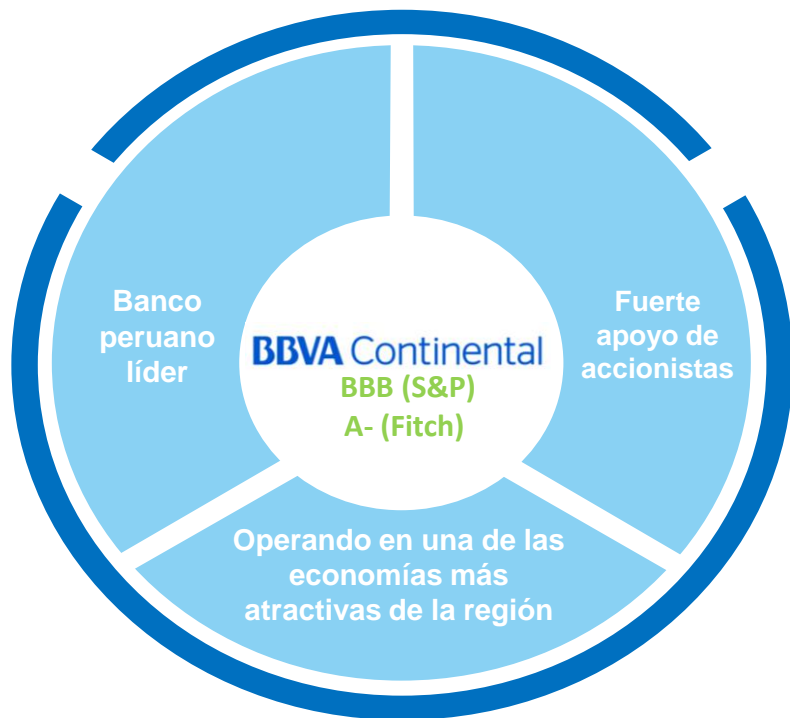 Banco
peruano
líder
Fuerte
apoyo de
accionistas
BBVA Continental
BBB (S&P)
A- (Fitch)
Operando en una de las
economías más
atractivas de la región